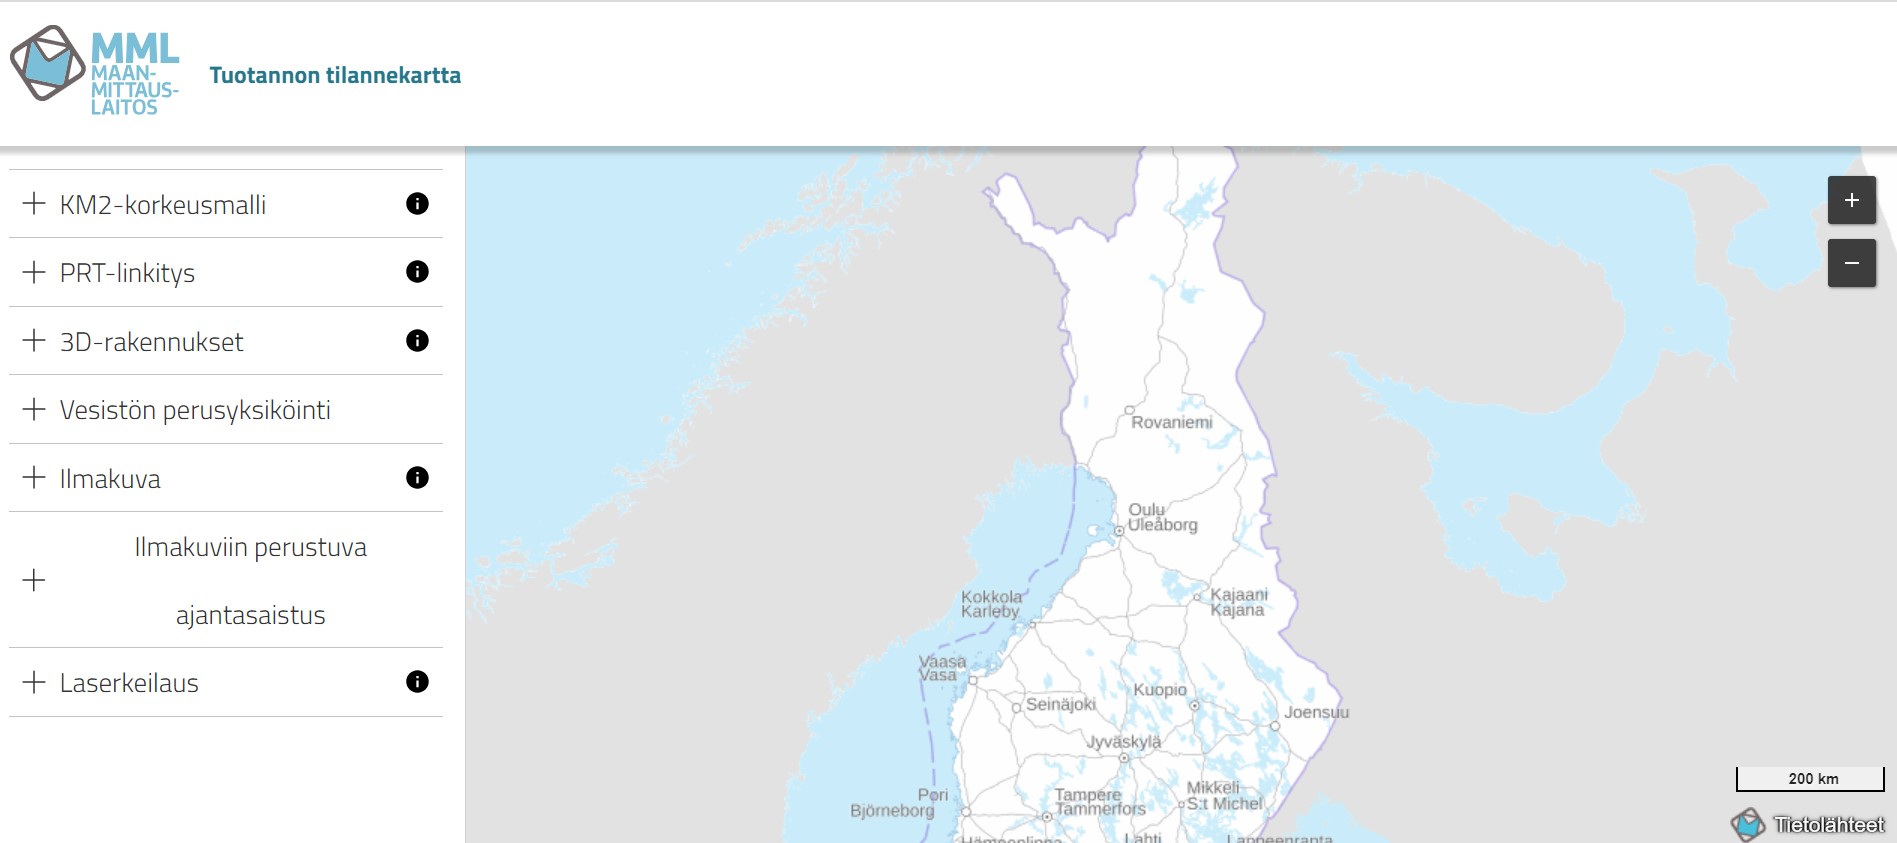 MML
MAAN-
MITTAUS-
LAITOS
Tuotannon tilannekartta
KM2-korkeusmalli
PRT-linkitys
3D-rakennukset
Vesistön perusyksiköinti
Ilmakuva
Ilmakuviin perustuva
ajantasaistus
Laserkeilaus
Rovaniemi
Oulu
Uleåborg
Kokkola
Karleby
Kajaani
Kajana
Vaasa
Vasa
Kuopio
Seinäjoki
Joensuu
Jyväskylä
Pori
Björneborg
Tampere
Tammerfors
Mikkeli
S:t Michel
Hämeenlinna
Lahti
Lappeenranta
+
−
200 km
Tietolähteet